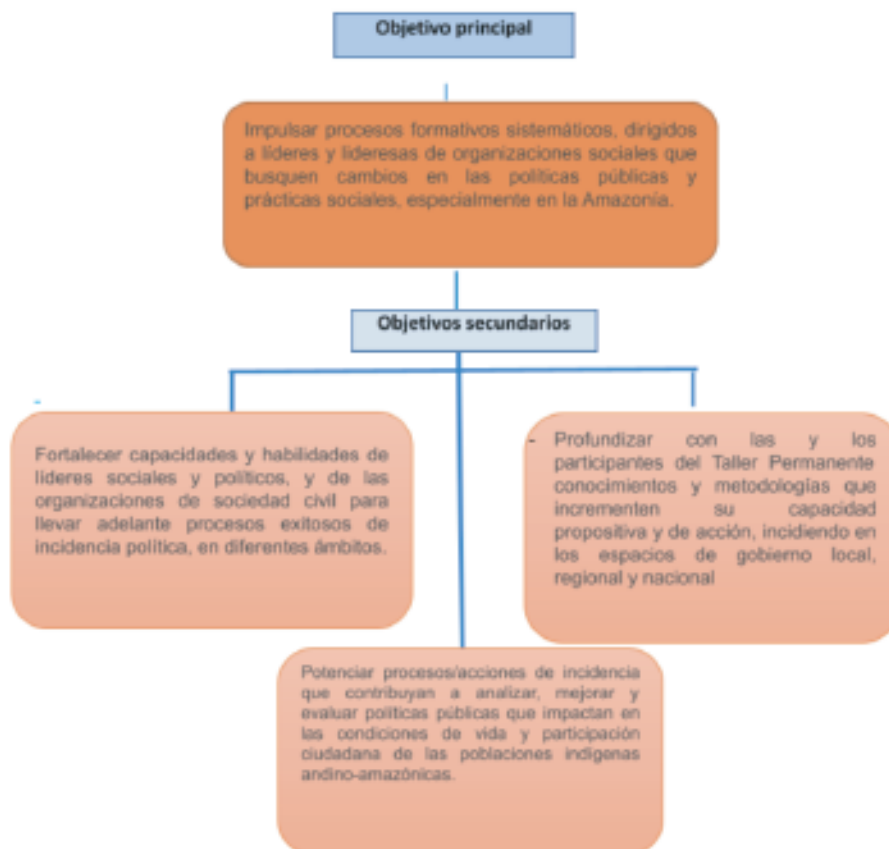 Objetivo principal
Impulsar procesos formativos sistemáticos, dirigidos
a líderes y lideresas de organizaciones sociales que
busquen cambios en las políticas públicas y
prácticas sociales, especialmente en la Amazonía.
Objetivos secundarios
-
Fortalecer capacidades y habilidades de
líderes sociales y políticos, y de las
organizaciones de sociedad civil para
llevar adelante procesos exitosos de
incidencia política, en diferentes ámbitos.
- Profundizar con las y los
participantes del Taller Permanente
conocimientos y metodologías que
incrementen su capacidad
propositiva y de acción, incidiendo en
los espacios de gobierno local,
regional y nacional
Potenciar procesos/acciones de incidencia
que contribuyan a analizar, mejorar y
evaluar políticas públicas que impactan en
las condiciones de vida y participación
ciudadana de las poblaciones indígenas
andino-amazónicas.